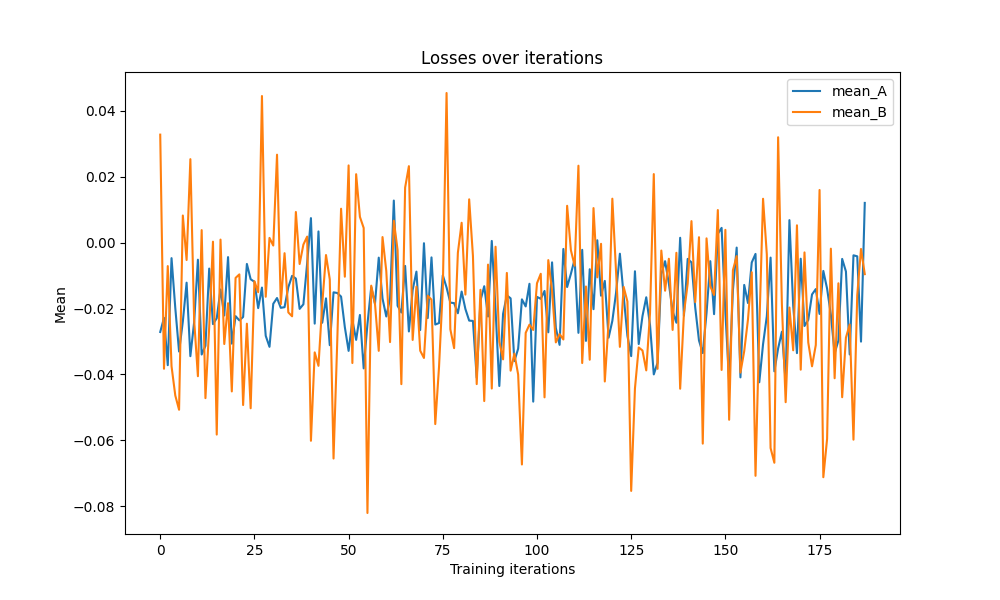 Losses over iterations
mean_A
mean_B
Mean
0.04
0.02
0.00
−0.02
−0.04
−0.06
−0.08
0 25 50 75 100 125 150 175
Training iterations